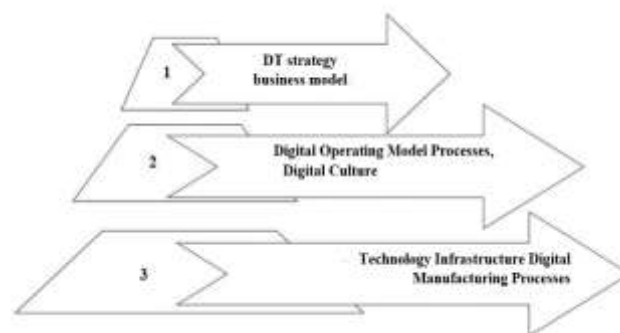 1
DT strategy
business model
2
Digital Operating Model Processes,
Digital Culture
3
Technology Infrastructure Digital
Manufacturing Processes